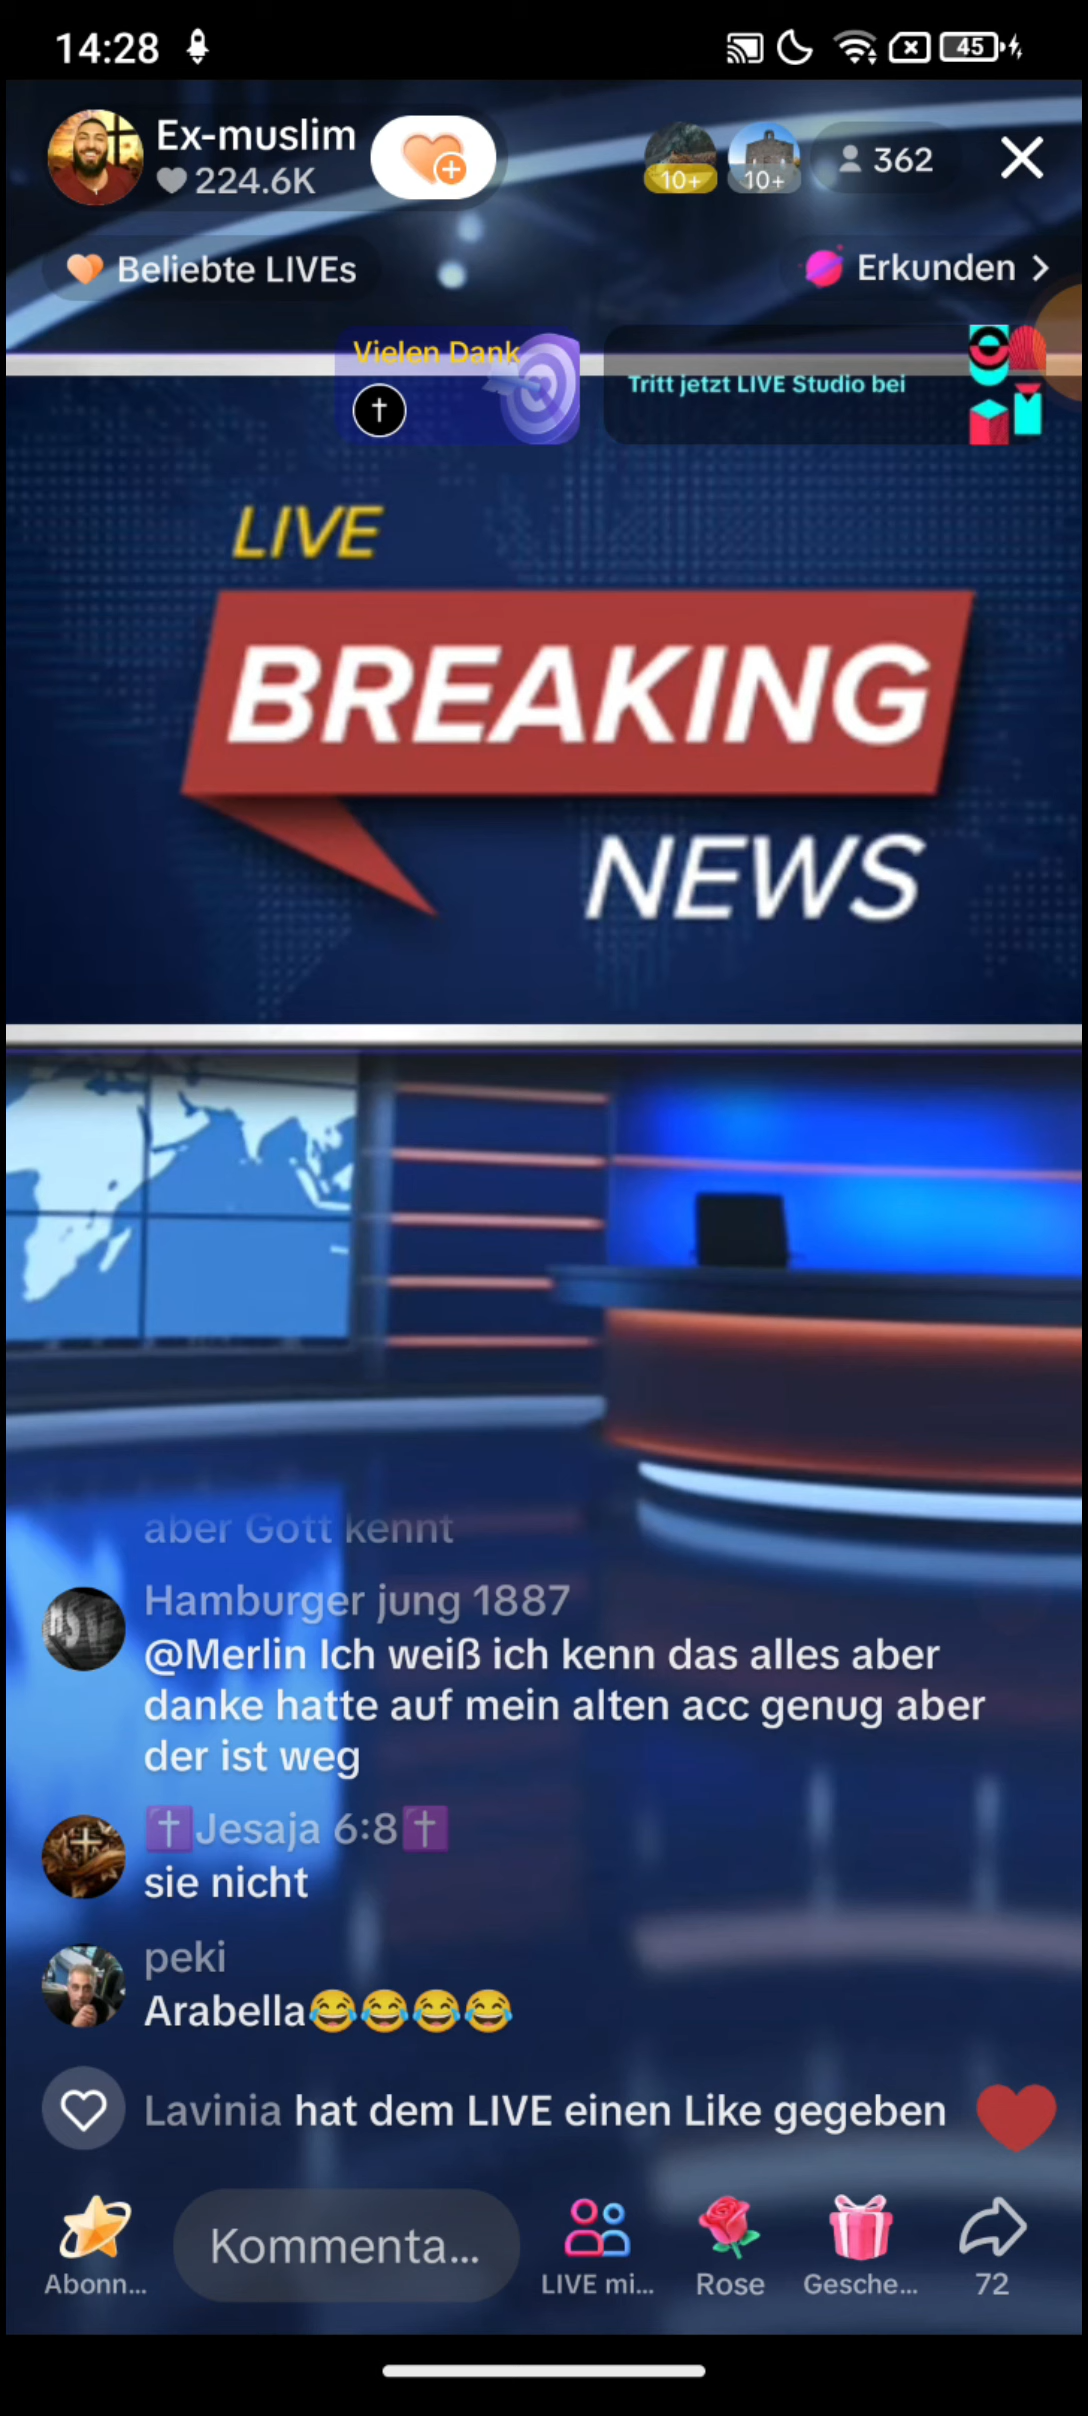 14:28
45
Ex-muslim
224.6K
10+
10+
362
Beliebte LIVEs
Erkunden
Vielen Dank
Tritt jetzt LIVE Studio bei
LIVE
BREAKING
NEWS
aber Gott kennt
Hamburger jung 1887
@Merlin Ich weiß ich kenn das alles aber
danke hatte auf mein alten acc genug aber
der ist weg
✝️Jesaja 6:8✝️
sie nicht
peki
Arabella😂😂😂😂
Lavinia hat dem LIVE einen Like gegeben
Kommenta...
Abonn...
LIVE mi...
Rose
Gesche...
72